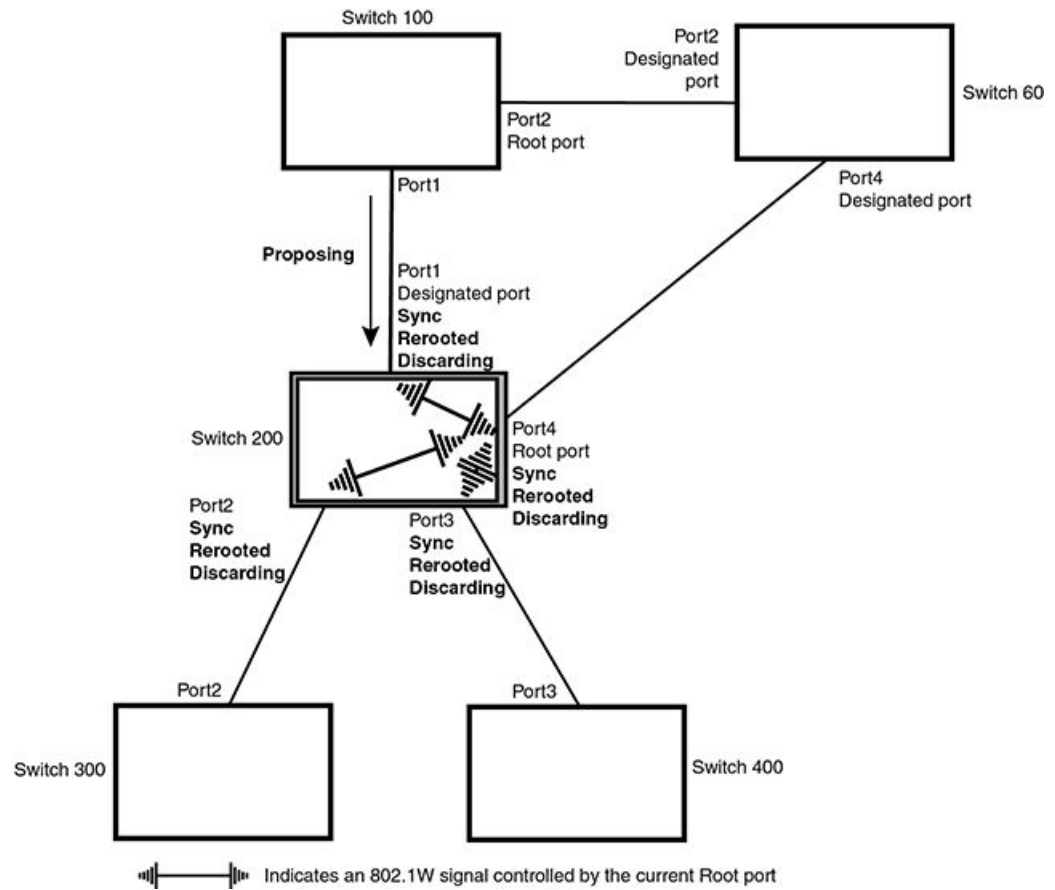 Switch 100
Port2
Designated
port
Switch 60
Port2
Root port
Port1
Port4
Designated port
Proposing
Port1
Designated port
Sync
Rerooted
Discarding
Switch 200
Port4
Root port
Sync
Rerooted
Discarding
Port2
Sync
Rerooted
Discarding
Port3
Sync
Rerooted
Discarding
Port2
Port3
Switch 300
Switch 400
Indicates an 802.1W signal controlled by the current Root port